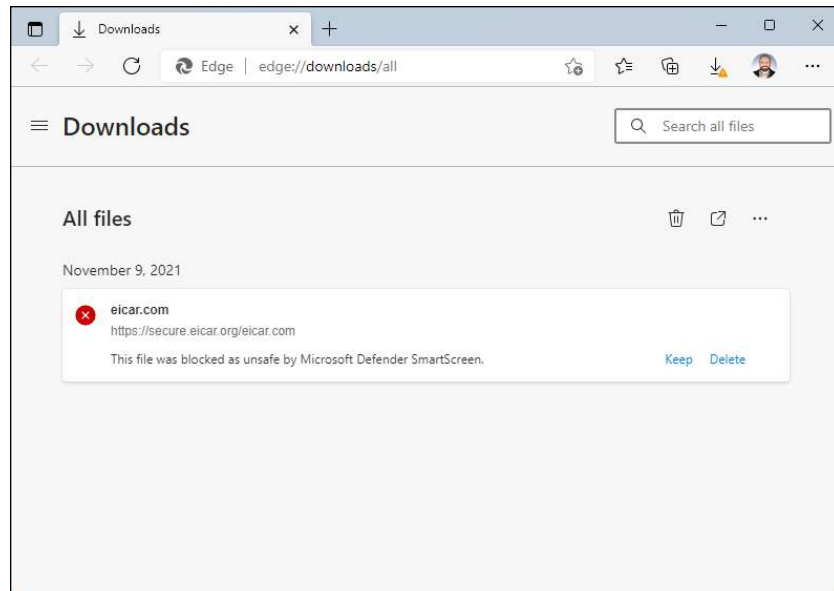 Downloads
Edge | edge://downloads/all
Downloads
Search all files
All files
November 9, 2021
eicar.com
https://secure.eicar.org/eicar.com
This file was blocked as unsafe by Microsoft Defender SmartScreen.
Keep Delete